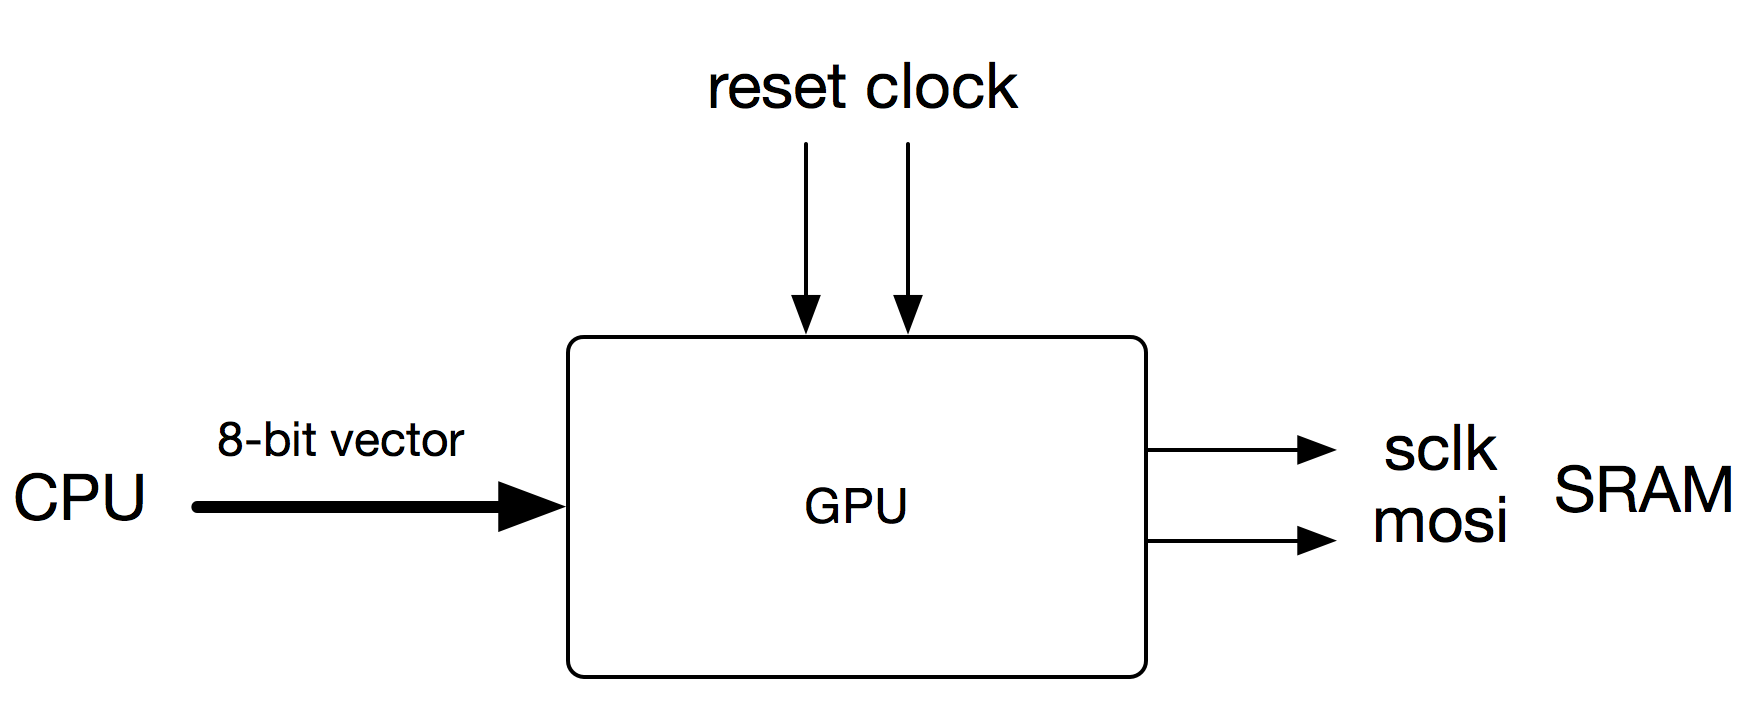 reset clock
8-bit vector
CPU
GPU
sclk
mosi
SRAM